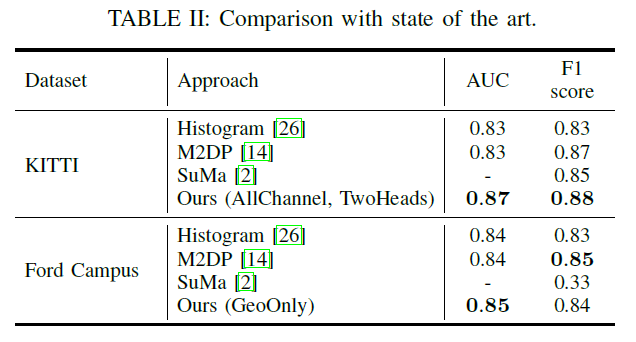 TABLE II: Comparison with state of the art.
Dataset Approach AUC F1 score
KITTI
Histogram [26] 0.83 0.83
M2DP [14] 0.83 0.87
SuMa [2] - 0.85
Ours (AllChannel, TwoHeads) 0.87 0.88
Ford Campus
Histogram [26] 0.84 0.83
M2DP [14] 0.84 0.85
SuMa [2] - 0.33
Ours (GeoOnly) 0.85 0.84